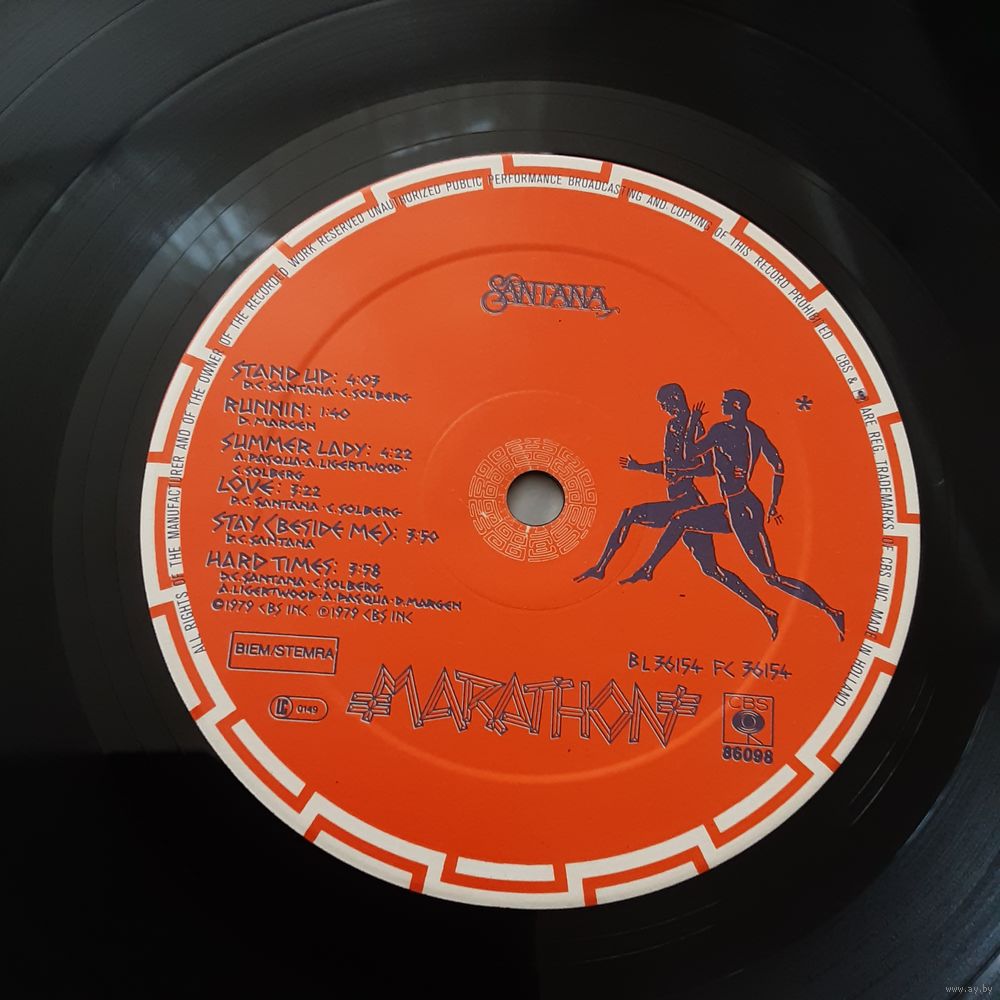 ALL RIGHTS OF THE MANUFACTURER AND OF THE OWNER OF THE RECORDED WORK RESERVED UNAUTHORIZED PUBLIC PERFORMANCE BROADCASTING AND COPYING OF THIS RECORD PROHIBITED CBS & ARE REG. TRADEMARKS OF CBS INC. MADE IN HOLLAND
SANTANA
STAND UP: 4:03
D.C. SANTANA · C. SOLBERG
RUNNIN: 1:40
D. MARGEN
SUMMER LADY: 4:22
A. PASQUA · A. LIGERTWOOD ·
C. SOLBERG
LOVE: 3:22
D.C. SANTANA · C. SOLBERG
STAY (BESIDE ME): 3:50
D.C. SANTANA
HARD TIMES: 3:58
D.C. SANTANA · C. SOLBERG
A. LIGERTWOOD · A. PASQUA · D. MARGEN
©1979 CBS INC ℗1979 CBS INC
*
BIEM/STEMRA
LC 0149
BL 36154 FC 36154
MARATHON
CBS
86098
www.ay.by